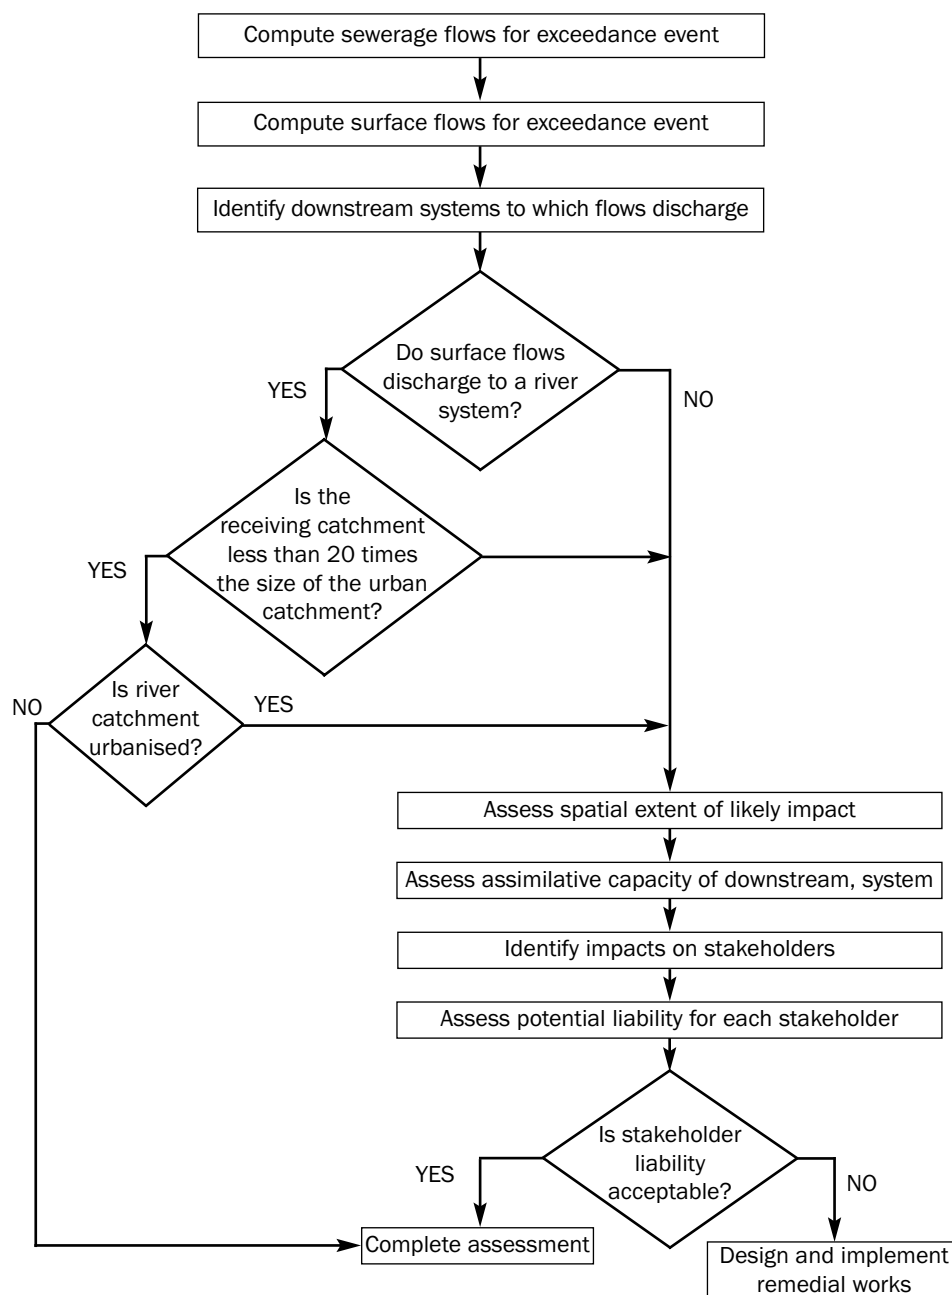 Compute sewerage flows for exceedance event
Compute surface flows for exceedance event
Identify downstream systems to which flows discharge
Do surface flows
discharge to a river
system?
YES
NO
Is the
receiving catchment
less than 20 times
the size of the urban
catchment?
YES
Is river
catchment
urbanised?
NO
YES
Assess spatial extent of likely impact
Assess assimilative capacity of downstream, system
Identify impacts on stakeholders
Assess potential liability for each stakeholder
Is stakeholder
liability
acceptable?
YES
NO
Complete assessment
Design and implement
remedial works